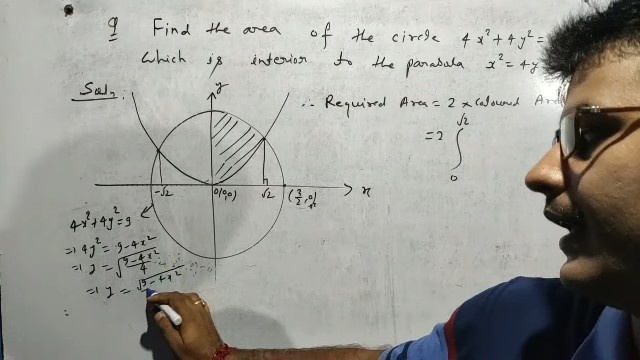 Q Find the area of the circle 4x²+4y²=
which is interior to the parabola x²=4y
Solⁿ:
∴ Required Area = 2 × coloured Are
= 2 ∫₀^√2
y
-√2
0(0,0)
√2
(3/2, 0)
x
4x²+4y²=9
⇒ 4y² = 9-4x²
⇒ y = √(9-4x²/4)
⇒ y = √9-4x²